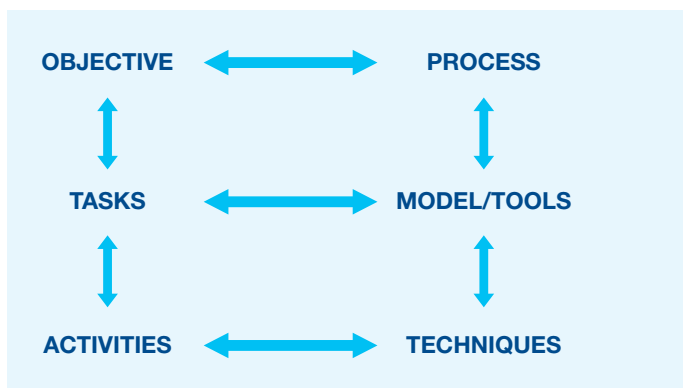 OBJECTIVE PROCESS
TASKS MODEL/TOOLS
ACTIVITIES TECHNIQUES